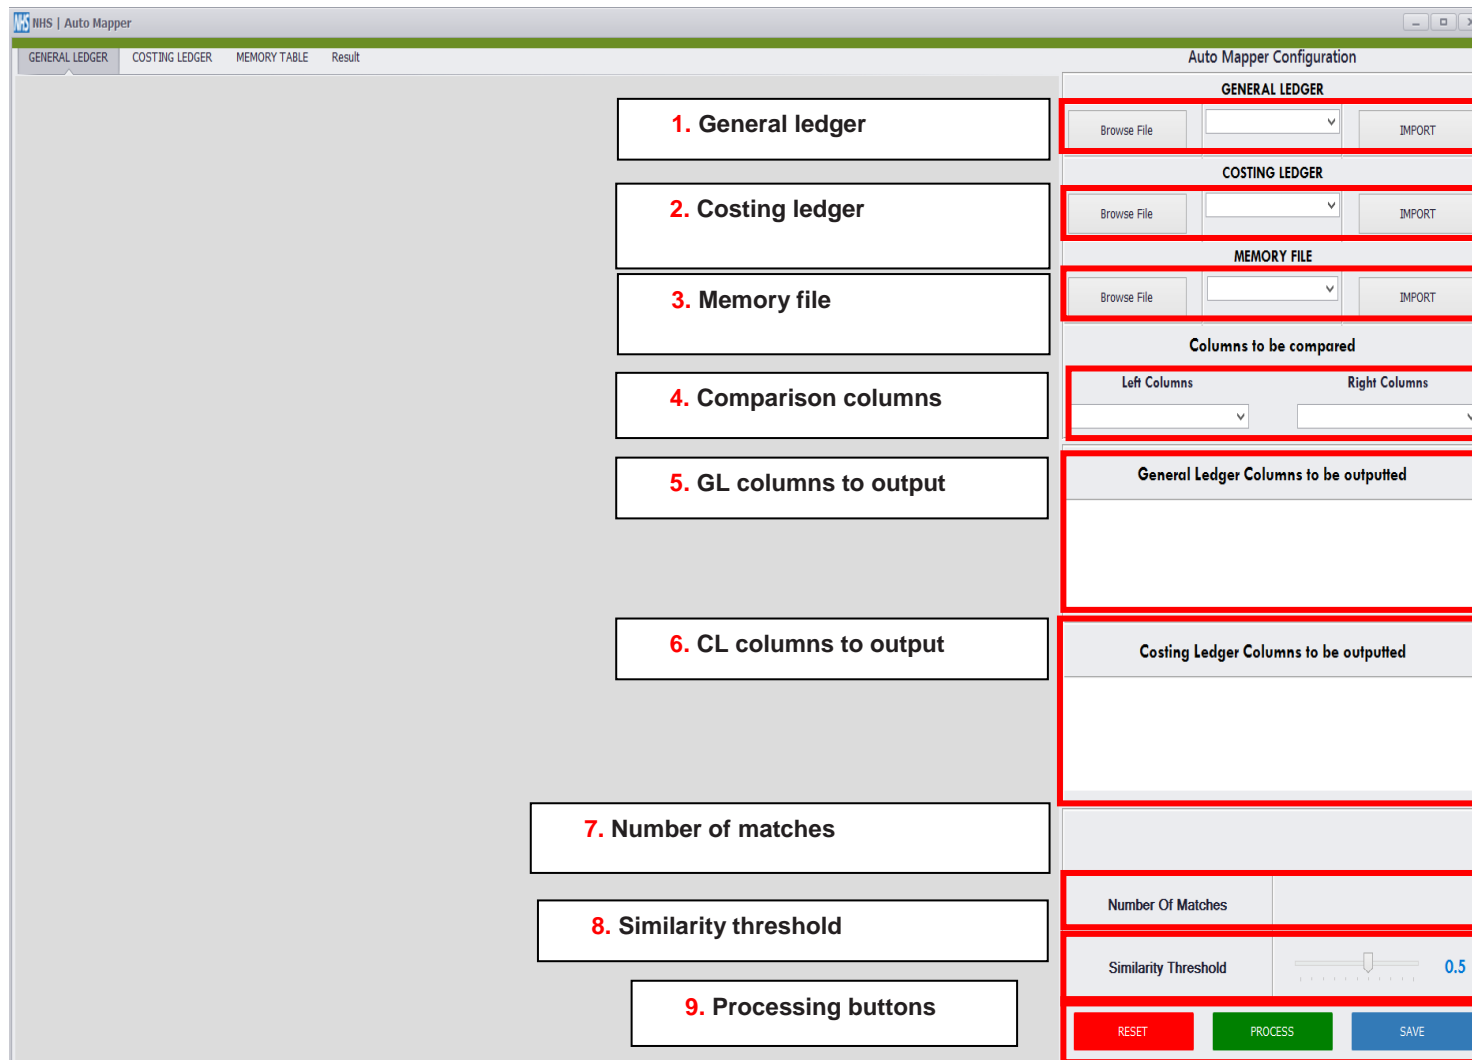 NHS NHS | Auto Mapper
GENERAL LEDGER COSTING LEDGER MEMORY TABLE Result
Auto Mapper Configuration
GENERAL LEDGER
1. General ledger
Browse File IMPORT
COSTING LEDGER
2. Costing ledger
Browse File IMPORT
MEMORY FILE
3. Memory file
Browse File IMPORT
Columns to be compared
Left Columns Right Columns
4. Comparison columns
5. GL columns to output
General Ledger Columns to be outputted
6. CL columns to output
Costing Ledger Columns to be outputted
7. Number of matches
Number Of Matches
8. Similarity threshold
Similarity Threshold 0.5
9. Processing buttons
RESET PROCESS SAVE